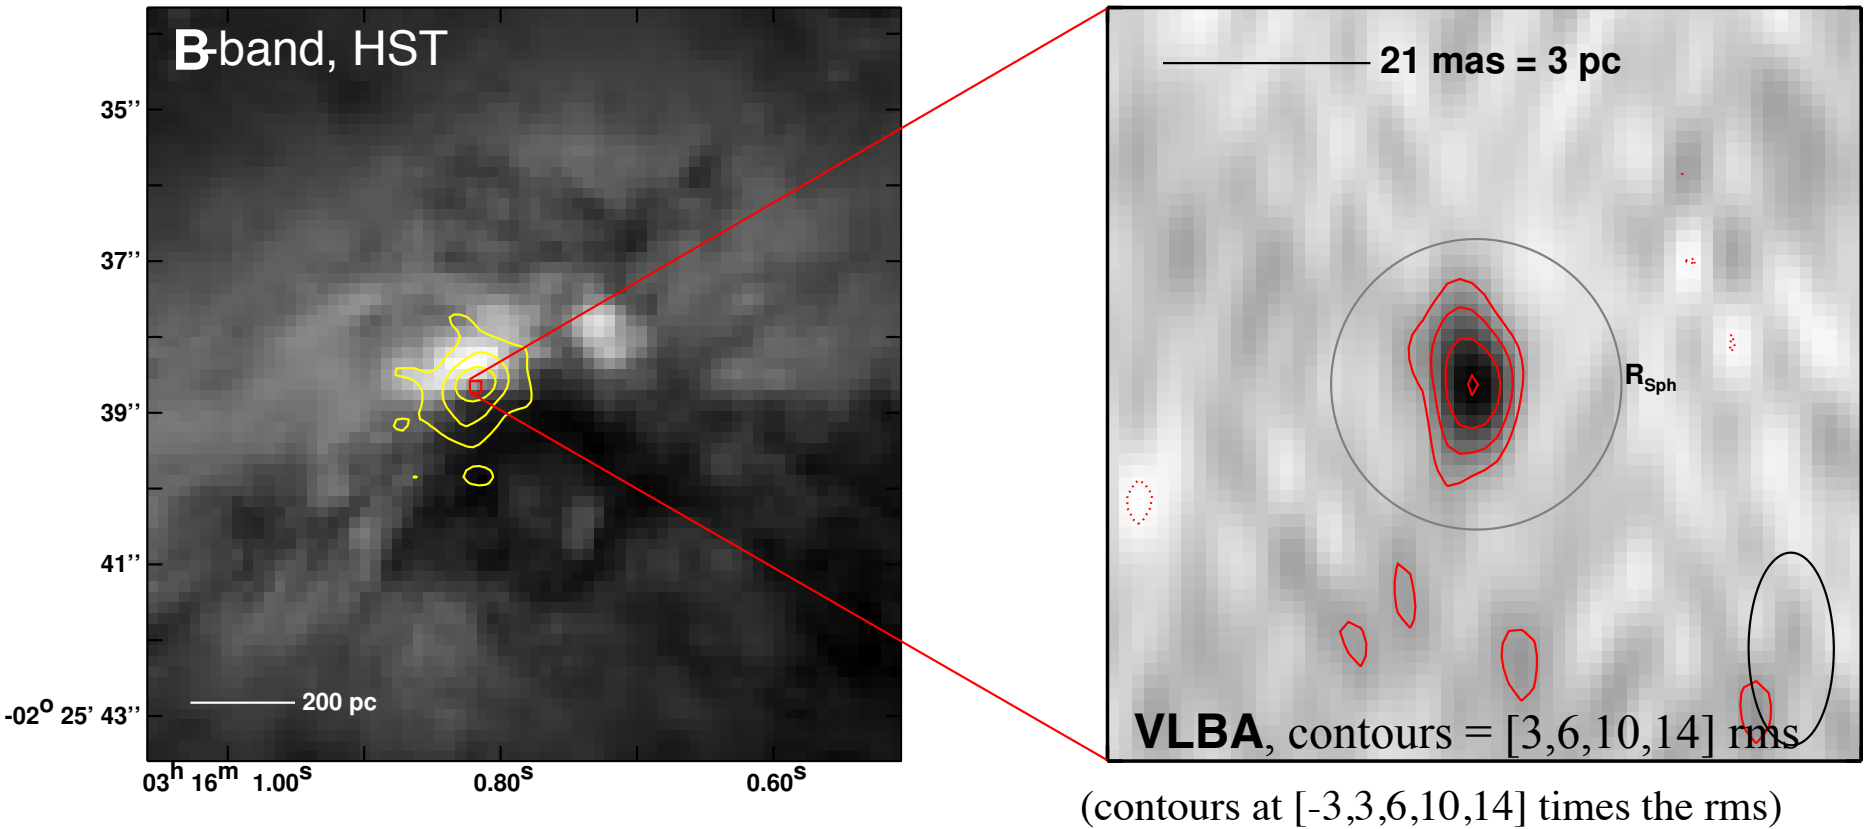 B-band, HST
35’’
37’’
39’’
41’’
-02° 25’ 43’’
200 pc
03h 16m 1.00s
0.80s
0.60s
21 mas = 3 pc
RSph
VLBA, contours = [3,6,10,14] rms
(contours at [-3,3,6,10,14] times the rms)